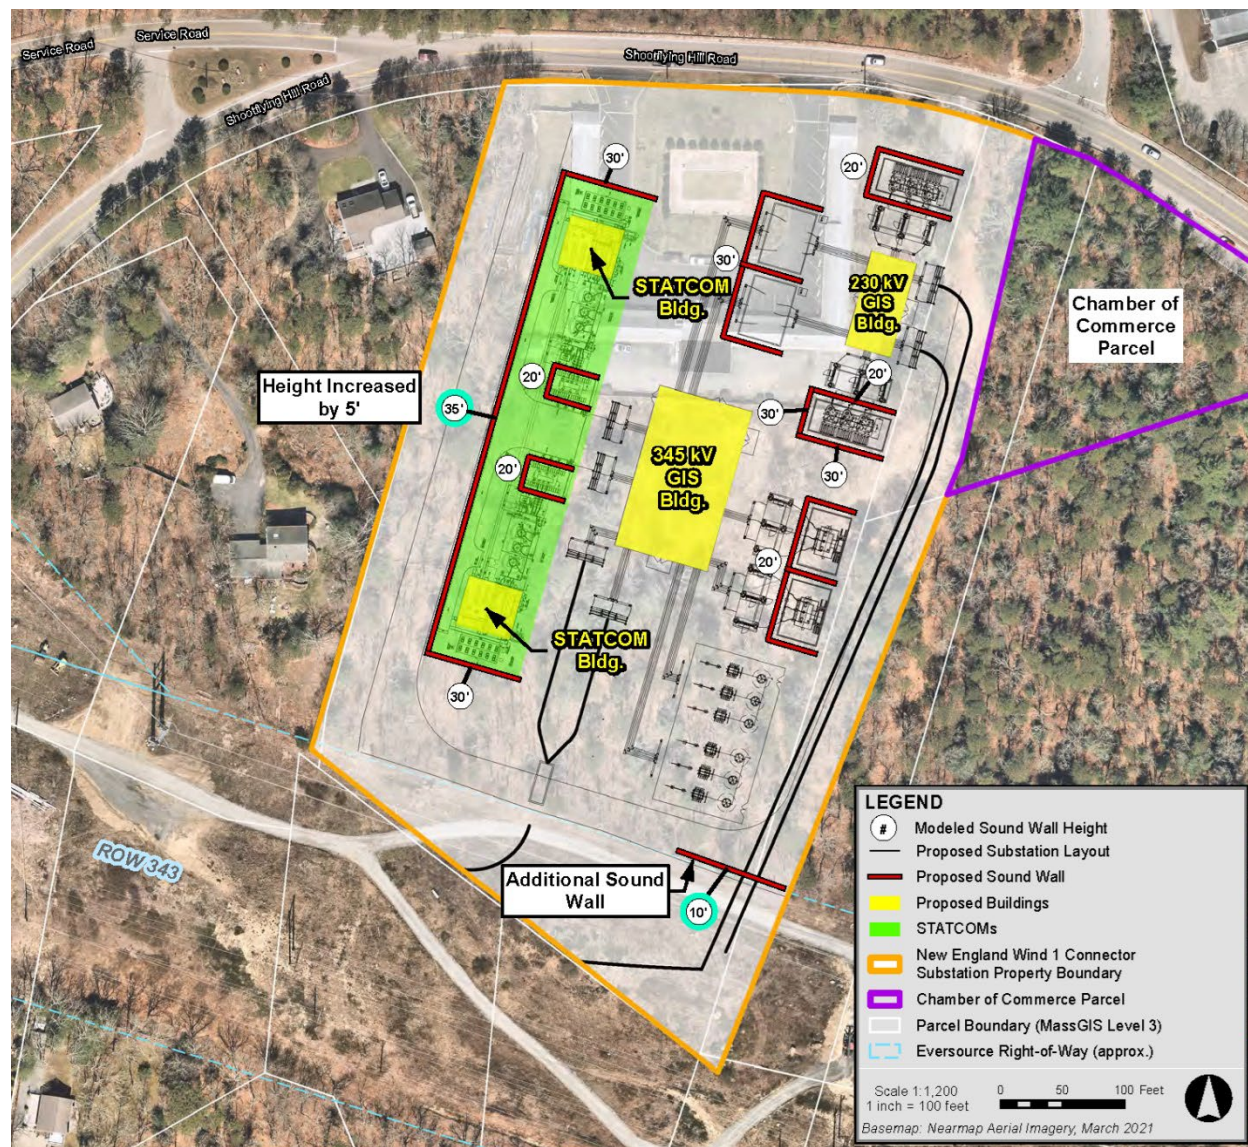 Service Road
Service Road
Shootflying Hill Road
Shootflying Hill Road
30'
20'
30'
STATCOM
Bldg.
230 kV
GIS
Bldg.
Chamber of
Commerce
Parcel
Height Increased
by 5'
35'
20'
20'
30'
30'
20'
345 kV
GIS
Bldg.
20'
STATCOM
Bldg.
30'
ROW 343
Additional Sound
Wall
10'
LEGEND
# Modeled Sound Wall Height
Proposed Substation Layout
Proposed Sound Wall
Proposed Buildings
STATCOMs
New England Wind 1 Connector
Substation Property Boundary
Chamber of Commerce Parcel
Parcel Boundary (MassGIS Level 3)
Eversource Right-of-Way (approx.)
Scale 1:1,200
1 inch = 100 feet
0 50 100 Feet
Basemap: Nearmap Aerial Imagery, March 2021